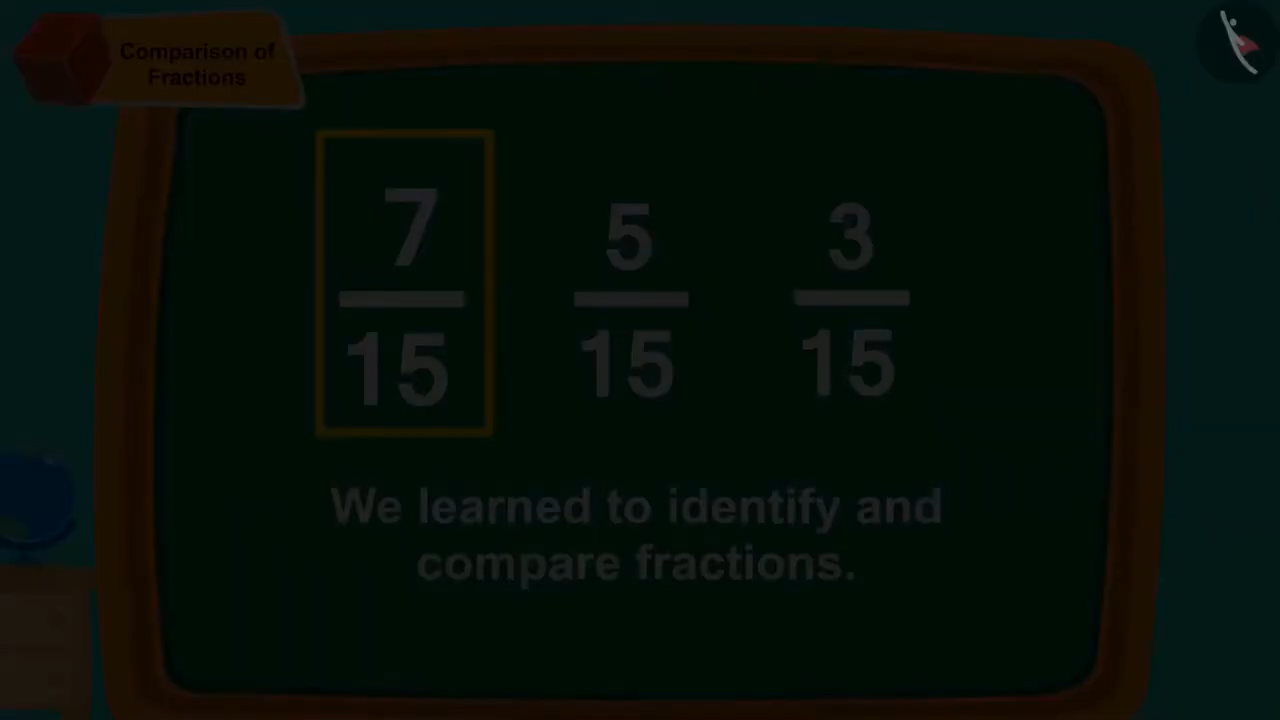 Comparison of
Fractions
7 5 3
15 15 15
We learned to identify and
compare fractions.